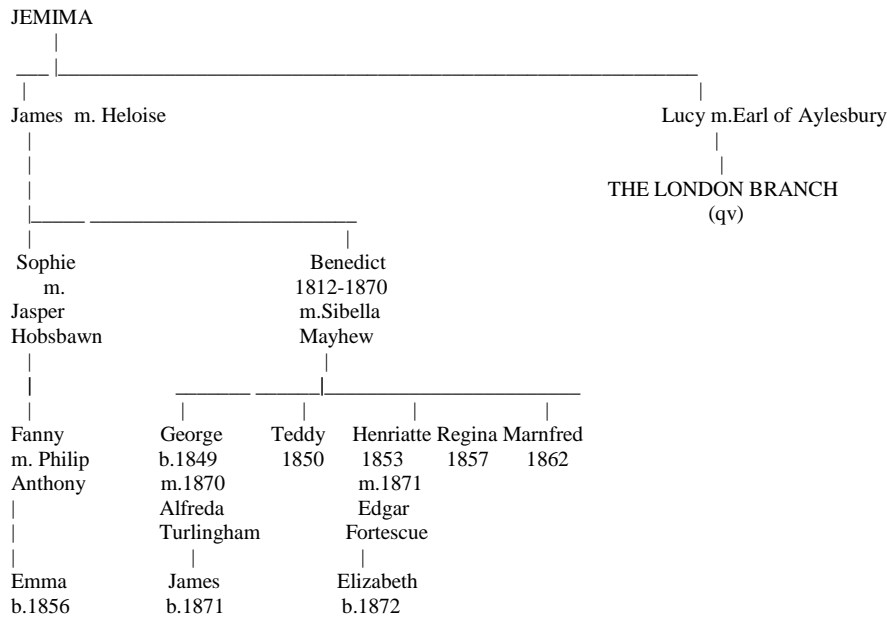 JEMIMA
James m. Heloise Lucy m.Earl of Aylesbury
THE LONDON BRANCH
(qv)
Sophie Benedict
m. 1812-1870
Jasper m.Sibella
Hobsbawn Mayhew
Fanny George Teddy Henriatte Regina Marnfred
m. Philip b.1849 1850 1853 1857 1862
Anthony m.1870 m.1871
Alfreda Edgar
Turlingham Fortescue
Emma James Elizabeth
b.1856 b.1871 b.1872